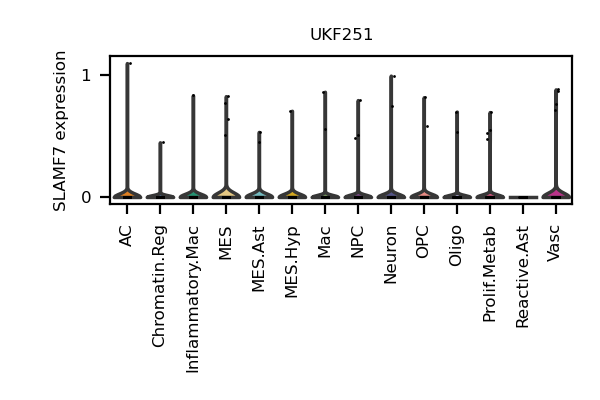 UKF251
SLAMF7 expression
1
0
AC
Chromatin.Reg
Inflammatory.Mac
MES
MES.Ast
MES.Hyp
Mac
NPC
Neuron
OPC
Oligo
Prolif.Metab
Reactive.Ast
Vasc